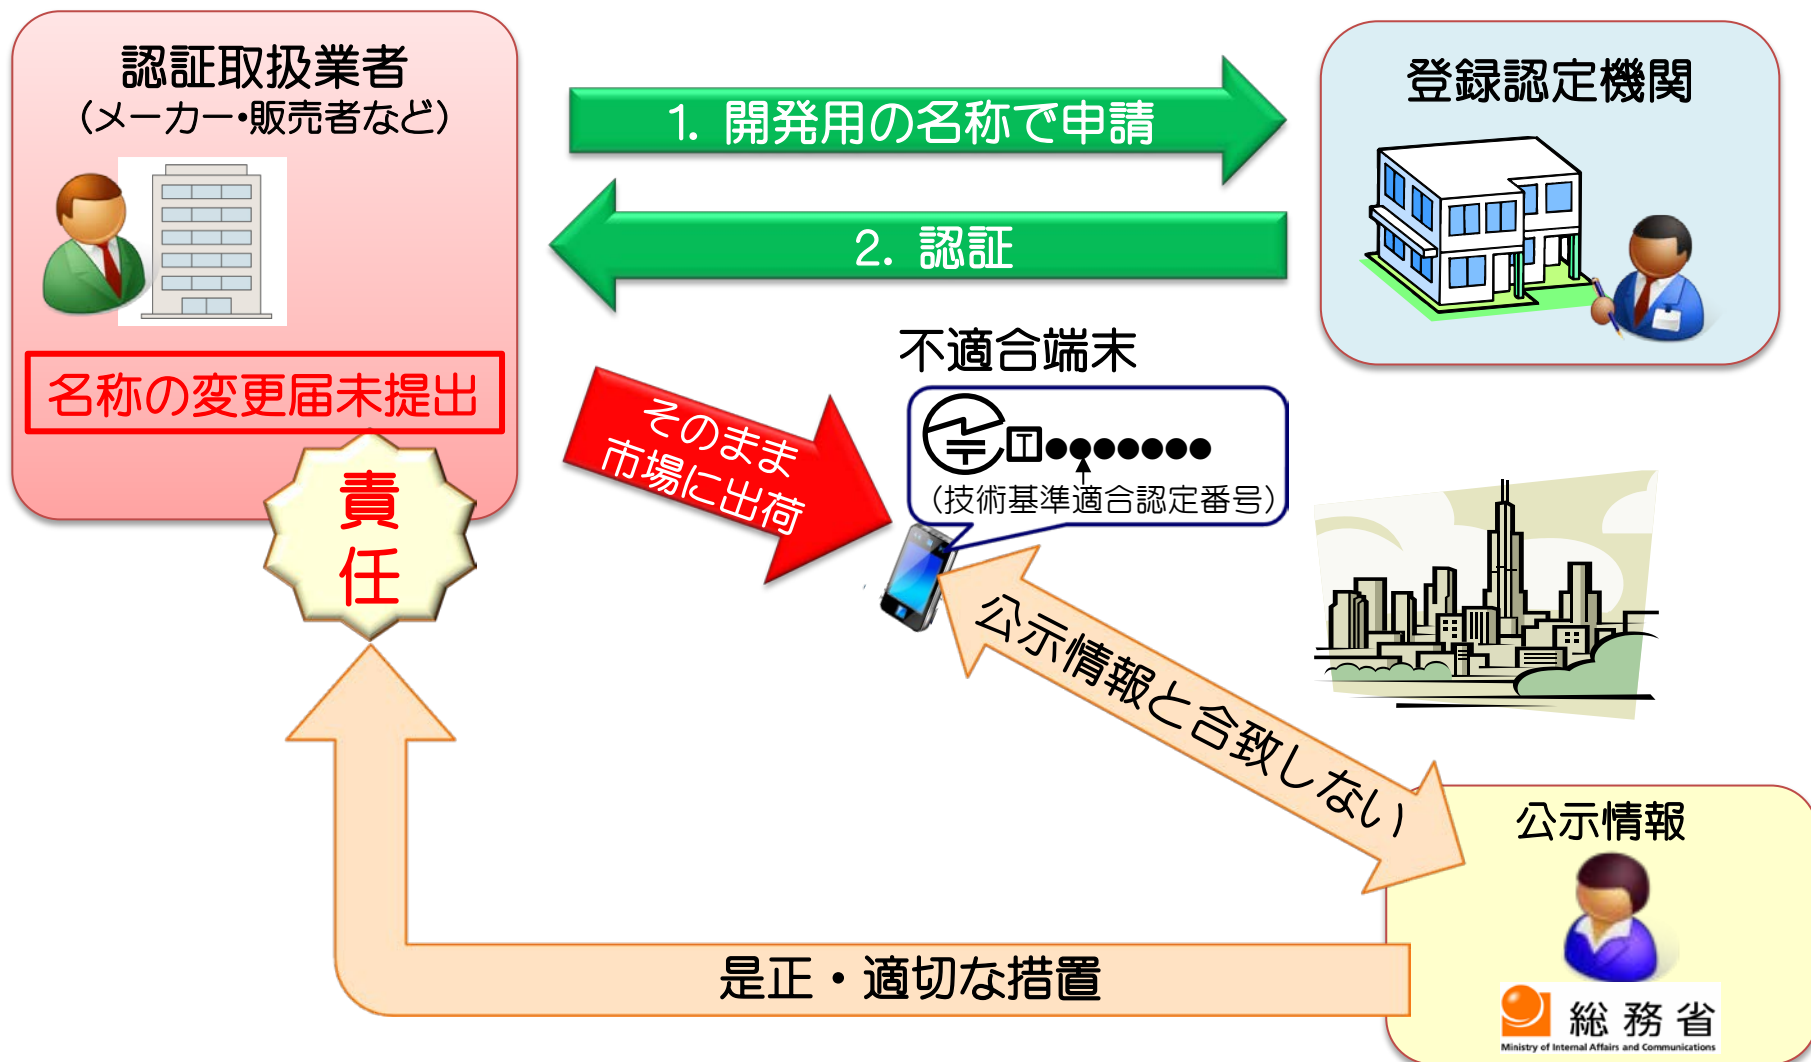 認証取扱業者
（メーカー・販売者など）
1. 開発用の名称で申請
登録認定機関
2. 認証
名称の変更届未提出
責
任
そのまま
市場に出荷
不適合端末
T●●●●●●●
（技術基準適合認定番号）
公示情報と合致しない
公示情報
是正・適切な措置
総務省
Ministry of Internal Affairs and Communications